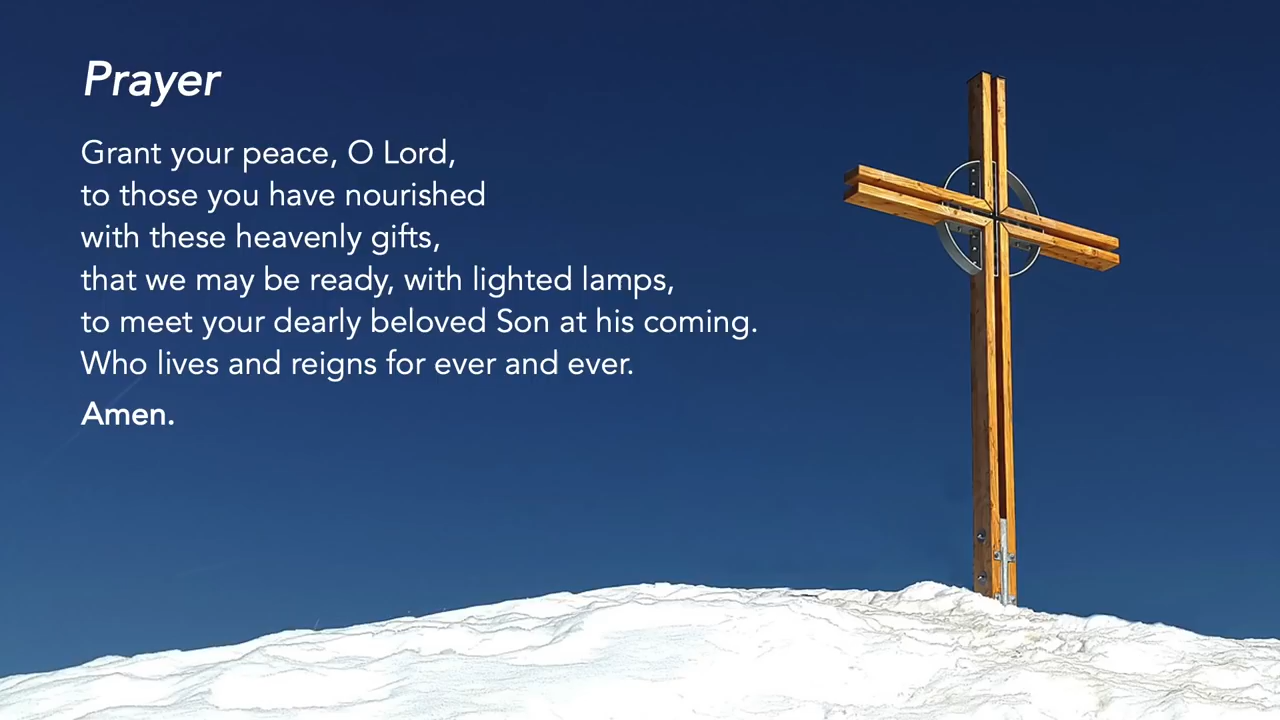 Prayer
Grant your peace, O Lord,
to those you have nourished
with these heavenly gifts,
that we may be ready, with lighted lamps,
to meet your dearly beloved Son at his coming.
Who lives and reigns for ever and ever.
Amen.